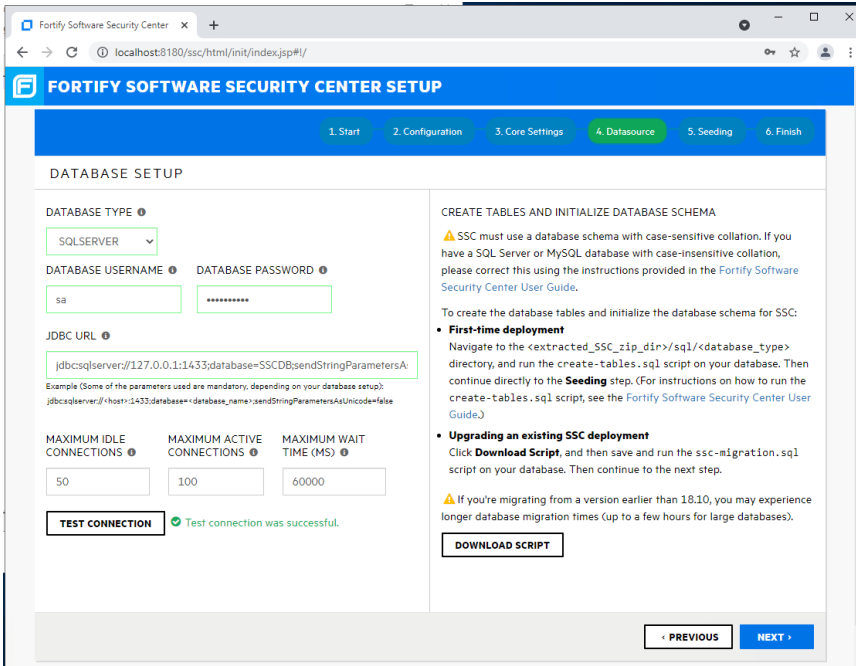 Fortify Software Security Center
localhost:8180/ssc/html/init/index.jsp#!/
FORTIFY SOFTWARE SECURITY CENTER SETUP
1. Start
2. Configuration
3. Core Settings
4. Datasource
5. Seeding
6. Finish
DATABASE SETUP
DATABASE TYPE
SQLSERVER
DATABASE USERNAME
DATABASE PASSWORD
sa
••••••••••
JDBC URL
jdbc:sqlserver://127.0.0.1:1433;database=SSCDB;sendStringParametersA
Example (Some of the parameters used are mandatory, depending on your database setup):
jdbc:sqlserver://<host>:1433;database=<database_name>;sendStringParametersAsUnicode=false
MAXIMUM IDLE
CONNECTIONS
MAXIMUM ACTIVE
CONNECTIONS
MAXIMUM WAIT
TIME (MS)
50
100
60000
TEST CONNECTION
Test connection was successful.
CREATE TABLES AND INITIALIZE DATABASE SCHEMA
SSC must use a database schema with case-sensitive collation. If you
have a SQL Server or MySQL database with case-insensitive collation,
please correct this using the instructions provided in the Fortify Software
Security Center User Guide.
To create the database tables and initialize the database schema for SSC:
• First-time deployment
Navigate to the <extracted_SSC_zip_dir>/sql/<database_type>
directory, and run the create-tables.sql script on your database. Then
continue directly to the Seeding step. (For instructions on how to run the
create-tables.sql script, see the Fortify Software Security Center User
Guide.)
• Upgrading an existing SSC deployment
Click Download Script, and then save and run the ssc-migration.sql
script on your database. Then continue to the next step.
If you're migrating from a version earlier than 18.10, you may experience
longer database migration times (up to a few hours for large databases).
DOWNLOAD SCRIPT
‹ PREVIOUS
NEXT ›